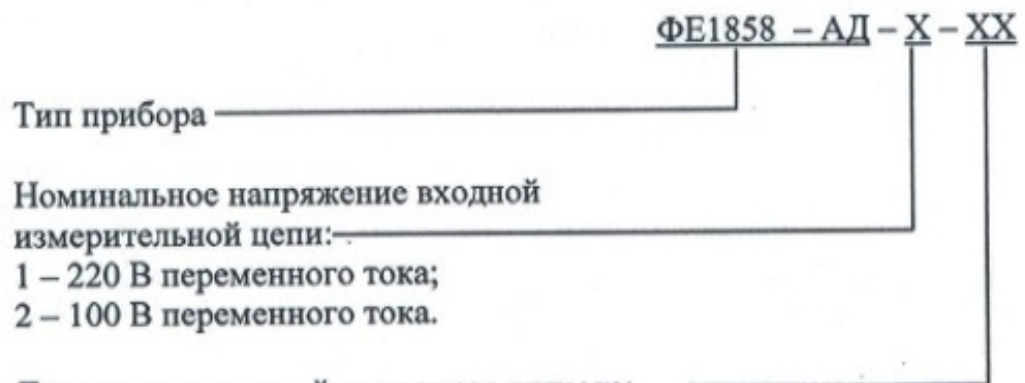 ФЕ1858 – АД – Х – ХХ
Тип прибора
Номинальное напряжение входной
измерительной цепи:
1 – 220 В переменного тока;
2 – 100 В переменного тока.